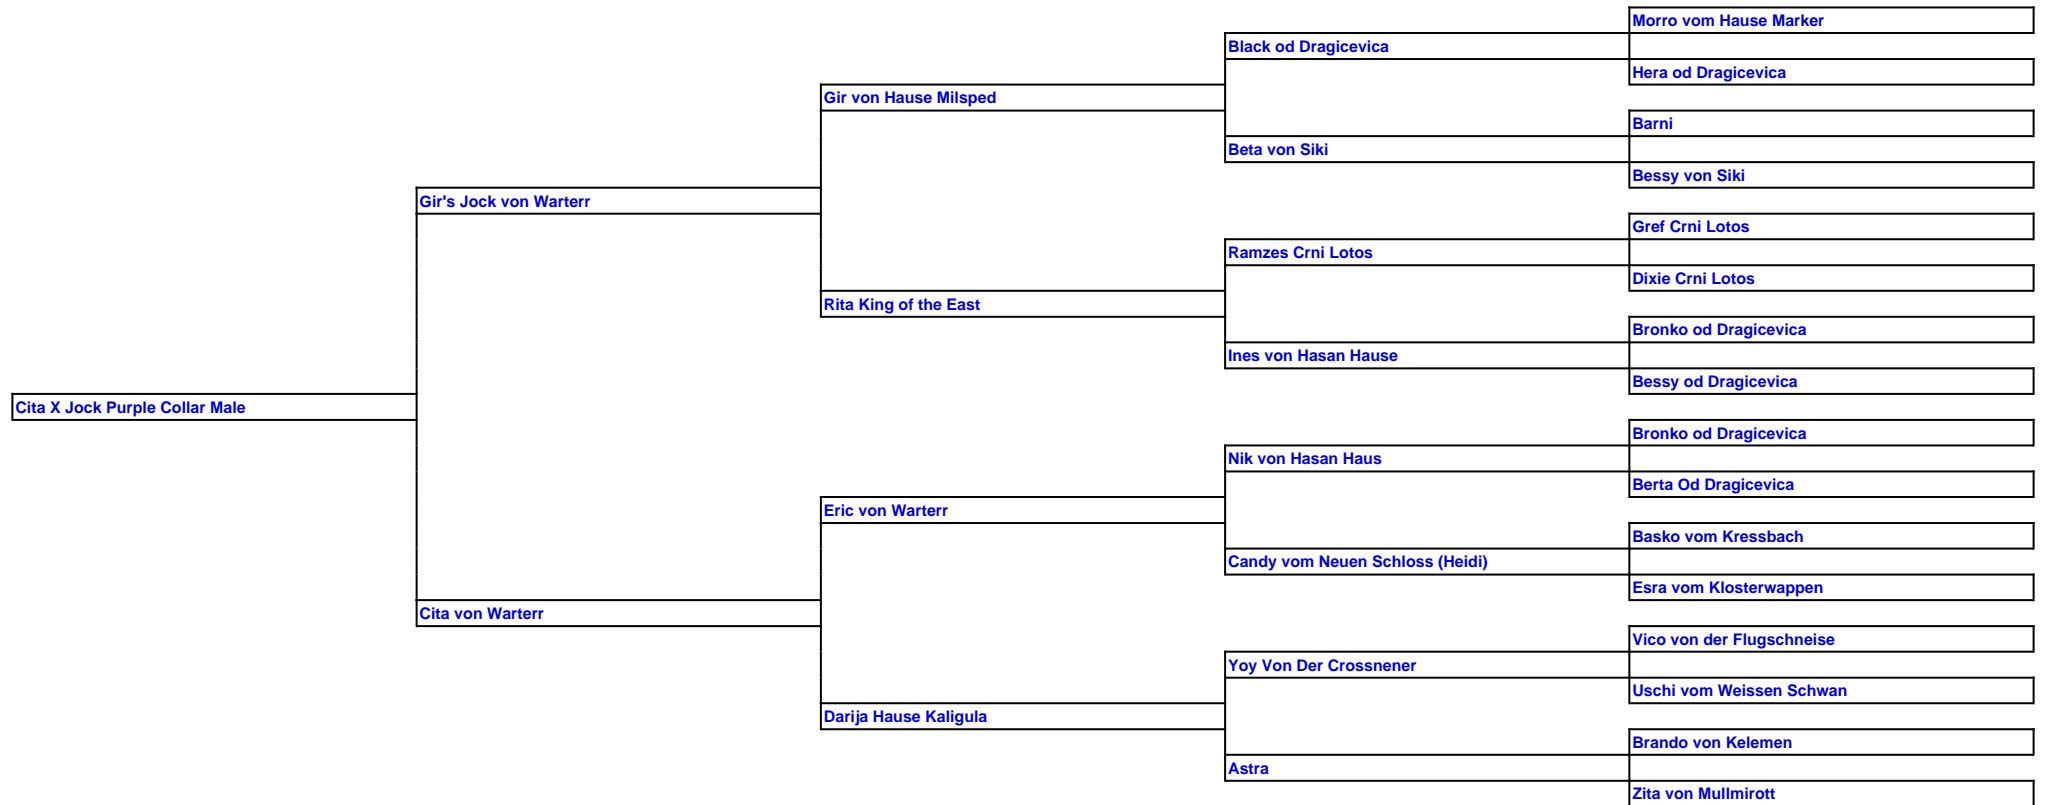 Morro vom Hause Marker
Black od Dragicevica
Hera od Dragicevica
Gir von Hause Milsped
Barni
Beta von Siki
Bessy von Siki
Gir's Jock von Warterr
Gref Crni Lotos
Ramzes Crni Lotos
Dixie Crni Lotos
Rita King of the East
Bronko od Dragicevica
Ines von Hasan Hause
Bessy od Dragicevica
Cita X Jock Purple Collar Male
Bronko od Dragicevica
Nik von Hasan Haus
Berta Od Dragicevica
Eric von Warterr
Basko vom Kressbach
Candy vom Neuen Schloss (Heidi)
Esra vom Klosterwappen
Cita von Warterr
Vico von der Flugschneise
Yoy Von Der Crossnener
Uschi vom Weissen Schwan
Darija Hause Kaligula
Brando von Kelemen
Astra
Zita von Mullmirott